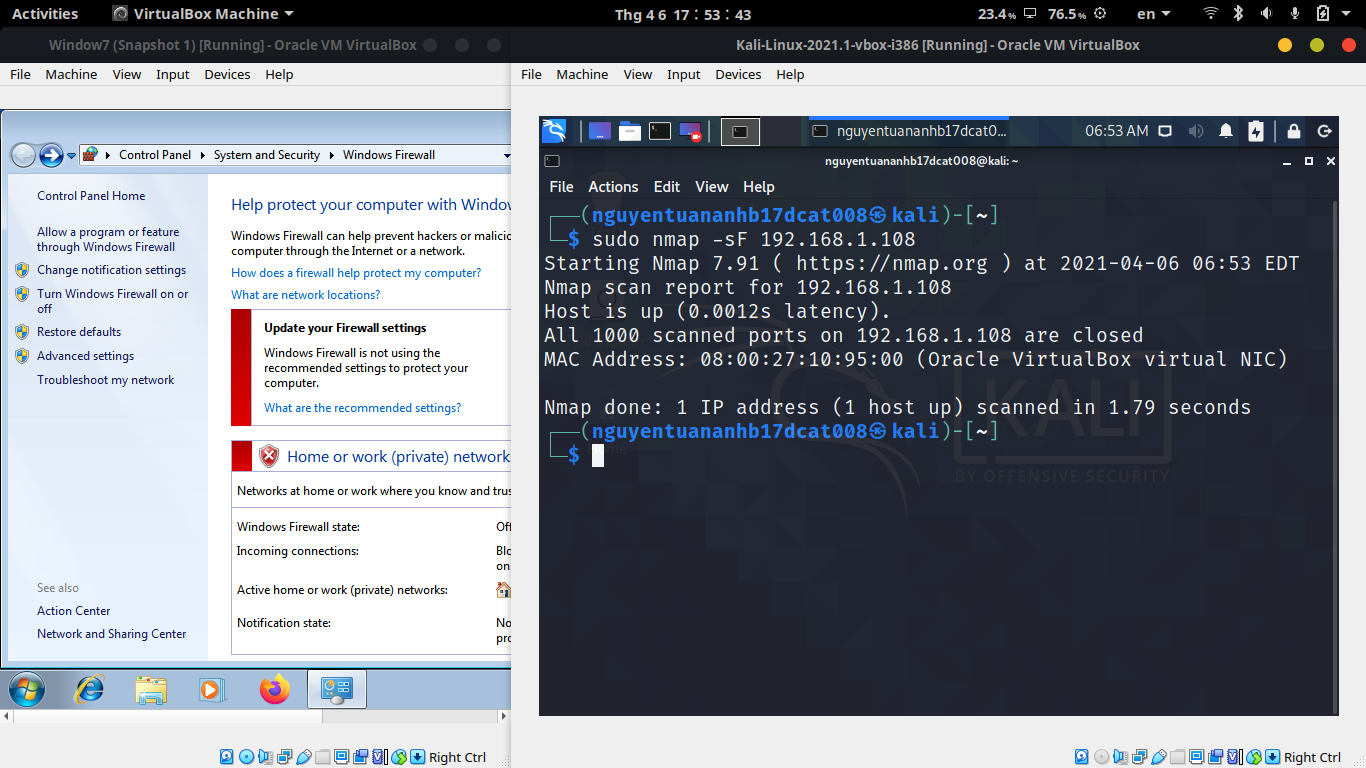 Activities
VirtualBox Machine
Thg 4 6 17 : 53 : 43
23.4%
76.5%
en
Window7 (Snapshot 1) [Running] - Oracle VM VirtualBox
File Machine View Input Devices Help
Control Panel
System and Security
Windows Firewall
Control Panel Home
Allow a program or feature
through Windows Firewall
Change notification settings
Turn Windows Firewall on or
off
Restore defaults
Advanced settings
Troubleshoot my network
See also
Action Center
Network and Sharing Center
Help protect your computer with Windo
Windows Firewall can help prevent hackers or malicio
computer through the Internet or a network.
How does a firewall help protect my computer?
What are network locations?
Update your Firewall settings
Windows Firewall is not using the
recommended settings to protect your
computer.
What are the recommended settings?
Home or work (private) network
Networks at home or work where you know and trus
Windows Firewall state: Off
Incoming connections: Blo
on
Active home or work (private) networks:
Notification state: No
pro
Right Ctrl
Kali-Linux-2021.1-vbox-i386 [Running] - Oracle VM VirtualBox
File Machine View Input Devices Help
nguyentuananhb17dcat0...
06:53 AM
nguyentuananhb17dcat008@kali: ~
File Actions Edit View Help
(nguyentuananhb17dcat008㉿kali)-[~]
$ sudo nmap -sF 192.168.1.108
Starting Nmap 7.91 ( https://nmap.org ) at 2021-04-06 06:53 EDT
Nmap scan report for 192.168.1.108
Host is up (0.0012s latency).
All 1000 scanned ports on 192.168.1.108 are closed
MAC Address: 08:00:27:10:95:00 (Oracle VirtualBox virtual NIC)
Nmap done: 1 IP address (1 host up) scanned in 1.79 seconds
(nguyentuananhb17dcat008㉿kali)-[~]
$
Home
KALI
BY OFFENSIVE SECURITY
Right Ctrl